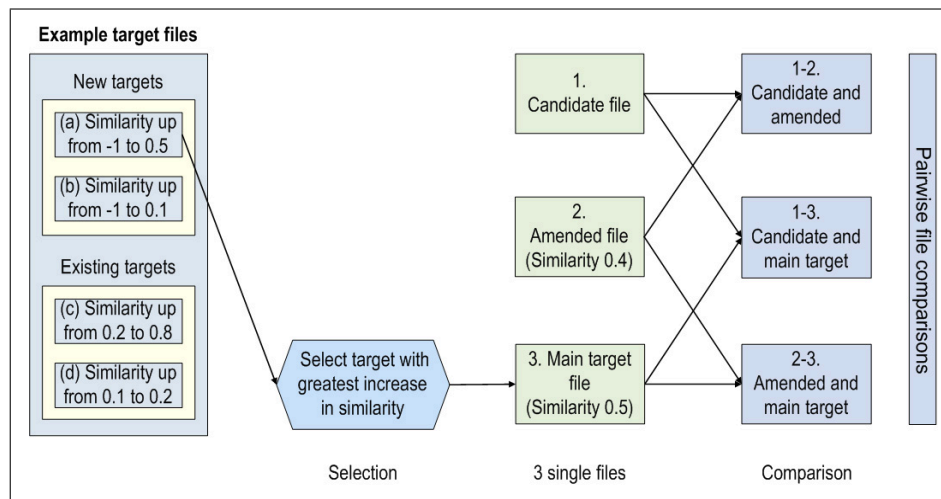 Example target files
New targets
(a) Similarity up
from -1 to 0.5
(b) Similarity up
from -1 to 0.1
Existing targets
(c) Similarity up
from 0.2 to 0.8
(d) Similarity up
from 0.1 to 0.2
Select target with
greatest increase
in similarity
Selection
1.
Candidate file
2.
Amended file
(Similarity 0.4)
3. Main target
file
(Similarity 0.5)
3 single files
1-2.
Candidate and
amended
1-3.
Candidate and
main target
2-3.
Amended and
main target
Comparison
Pairwise file comparisons